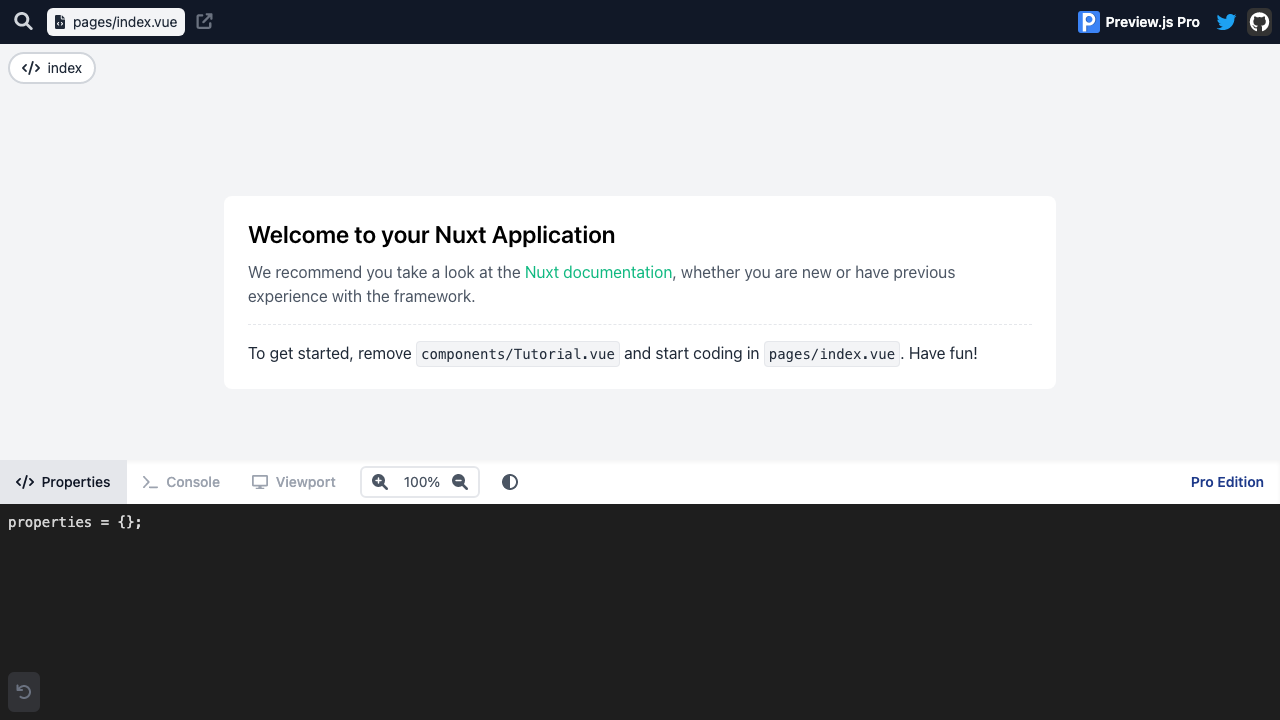 pages/index.vue
Preview.js Pro
</> index
Welcome to your Nuxt Application
We recommend you take a look at the Nuxt documentation, whether you are new or have previous
experience with the framework.
To get started, remove components/Tutorial.vue and start coding in pages/index.vue. Have fun!
</> Properties
Console
Viewport
100%
Pro Edition
properties = {};